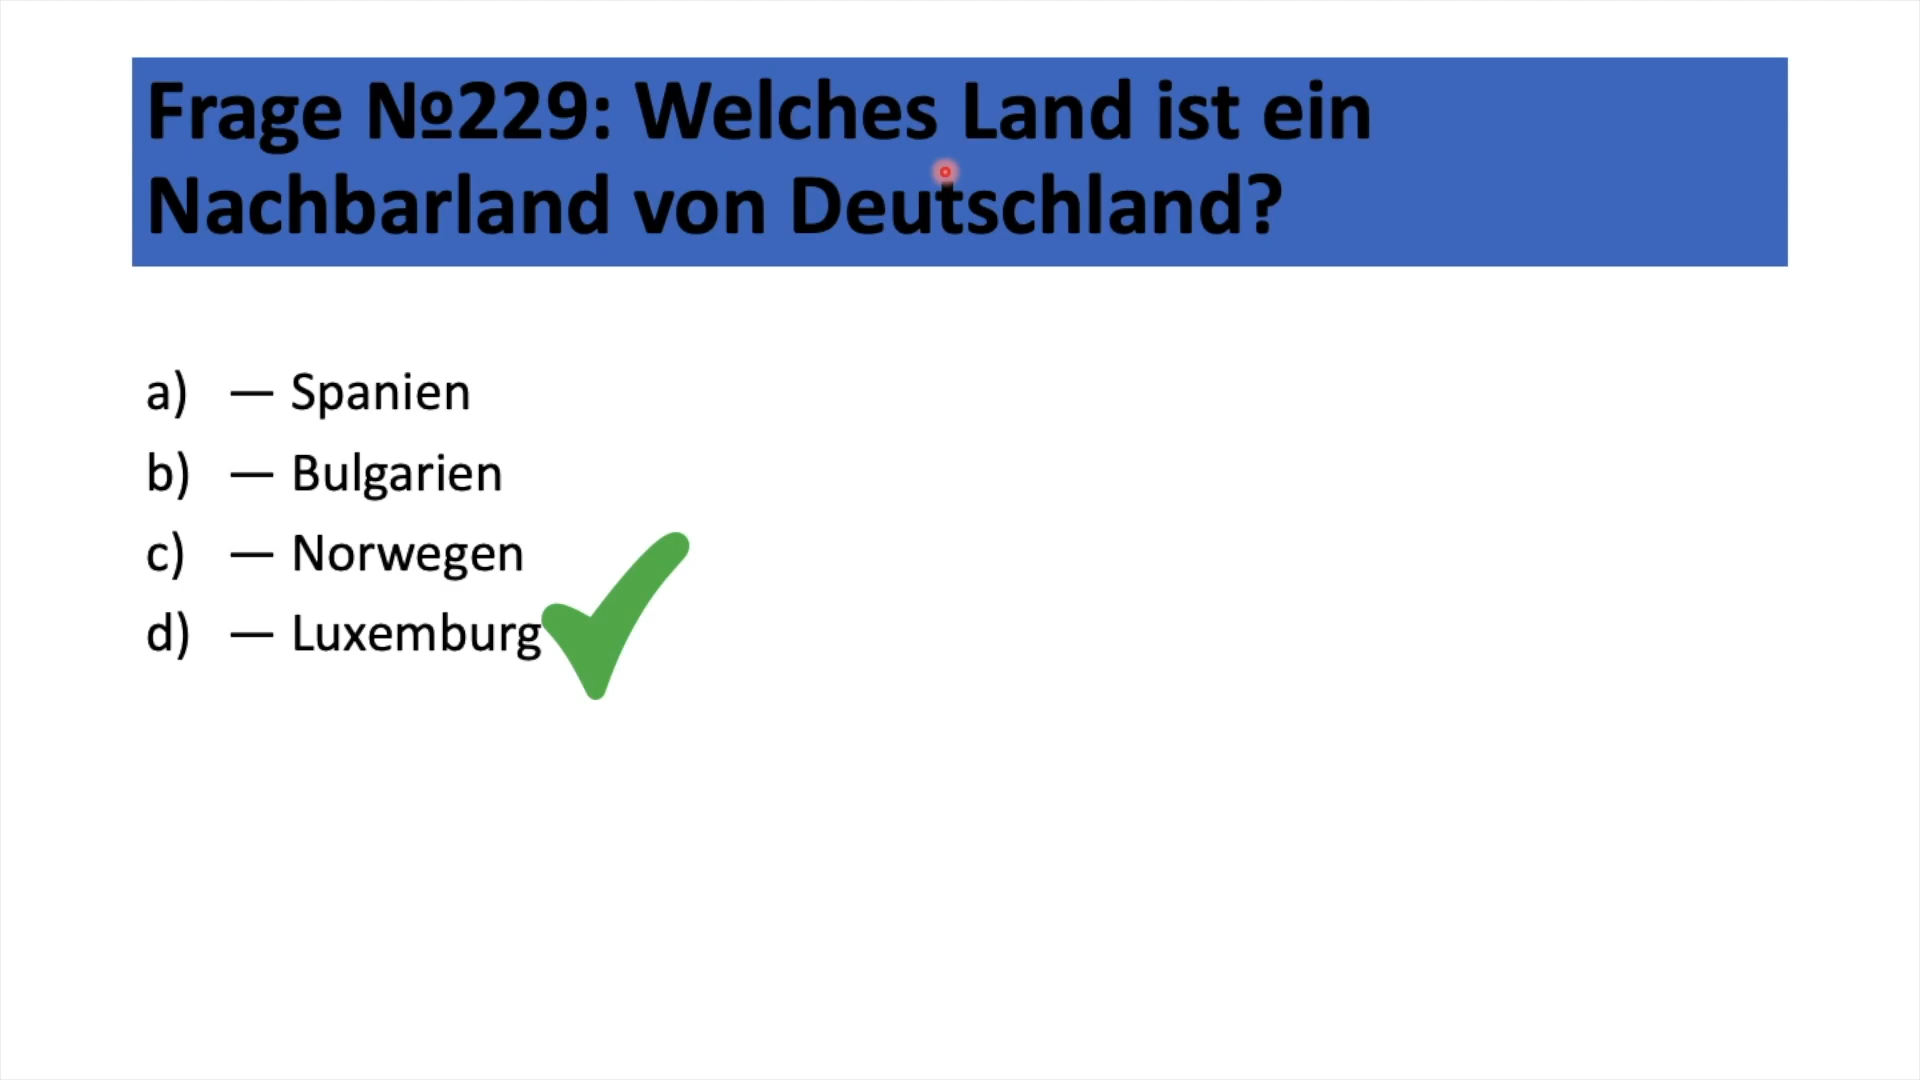 Frage №229: Welches Land ist ein
Nachbarland von Deutschland?
a) — Spanien
b) — Bulgarien
c) — Norwegen
d) — Luxemburg